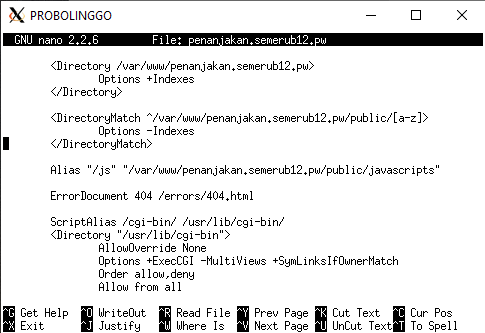 PROBOLINGGO
GNU nano 2.2.6 File: penanjakan.semerub12.pw
<Directory /var/www/penanjakan.semerub12.pw>
Options +Indexes
</Directory>
<DirectoryMatch ^/var/www/penanjakan.semerub12.pw/public/[a-z]>
Options -Indexes
</DirectoryMatch>
Alias "/js" "/var/www/penanjakan.semerub12.pw/public/javascripts"
ErrorDocument 404 /errors/404.html
ScriptAlias /cgi-bin/ /usr/lib/cgi-bin/
<Directory "/usr/lib/cgi-bin">
AllowOverride None
Options +ExecCGI -MultiViews +SymLinksIfOwnerMatch
Order allow,deny
Allow from all
^G Get Help ^O WriteOut ^R Read File ^Y Prev Page ^K Cut Text ^C Cur Pos
^X Exit ^J Justify ^W Where Is ^V Next Page ^U UnCut Text ^T To Spell